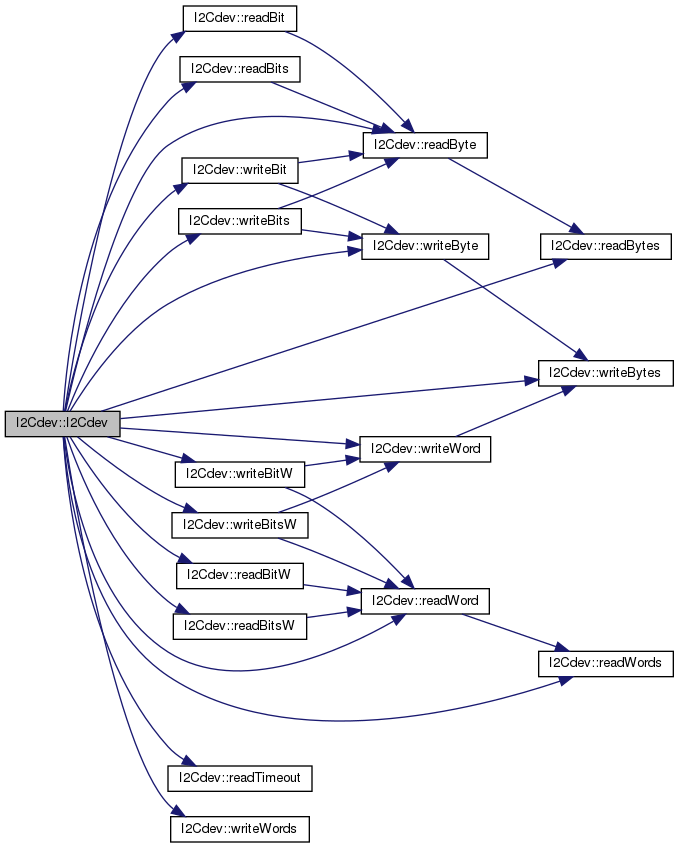 I2Cdev::readBit
I2Cdev::readBits
I2Cdev::readByte
I2Cdev::writeBit
I2Cdev::writeBits
I2Cdev::writeByte
I2Cdev::readBytes
I2Cdev::writeBytes
I2Cdev::I2Cdev
I2Cdev::writeWord
I2Cdev::writeBitW
I2Cdev::writeBitsW
I2Cdev::readBitW
I2Cdev::readWord
I2Cdev::readBitsW
I2Cdev::readWords
I2Cdev::readTimeout
I2Cdev::writeWords